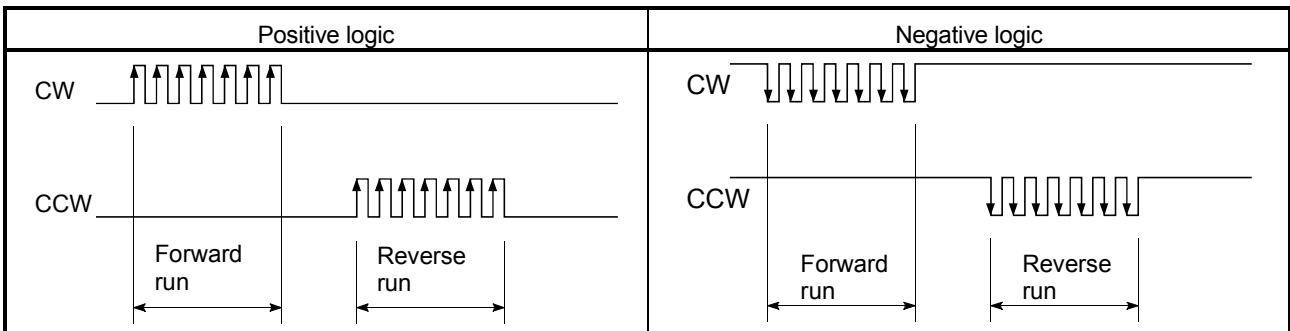 Positive logic
Negative logic
CW
CCW
Forward
run
Reverse
run
CW
CCW
Forward
run
Reverse
run